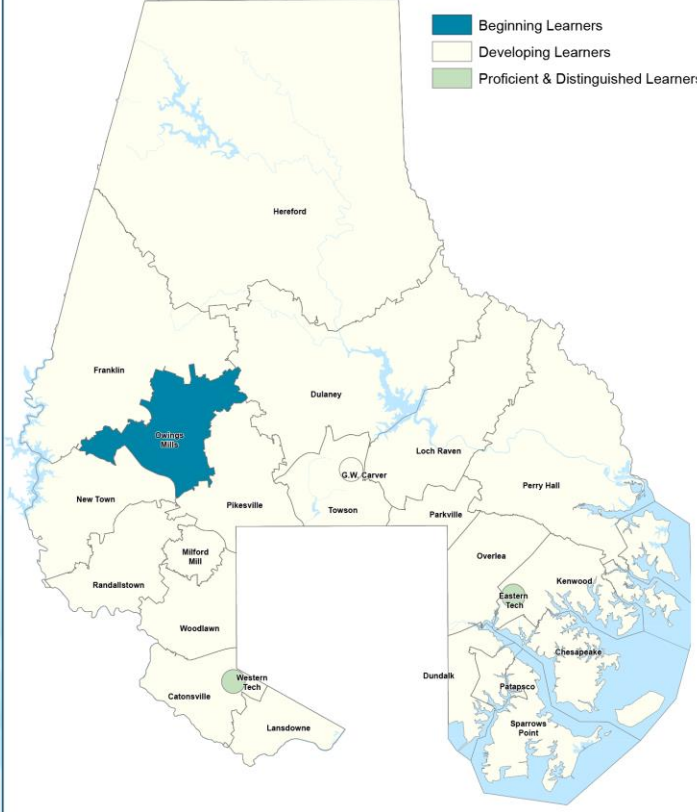 Beginning Learners
Developing Learners
Proficient & Distinguished Learners
Hereford
Franklin
Dulaney
Owings
Mills
Loch Raven
G.W. Carver
Perry Hall
New Town
Pikesville
Towson
Parkville
Milford
Mill
Overlea
Randallstown
Kenwood
Eastern
Tech
Woodlawn
Chesapeake
Western
Tech
Dundalk
Patapsco
Catonsville
Sparrows
Point
Lansdowne